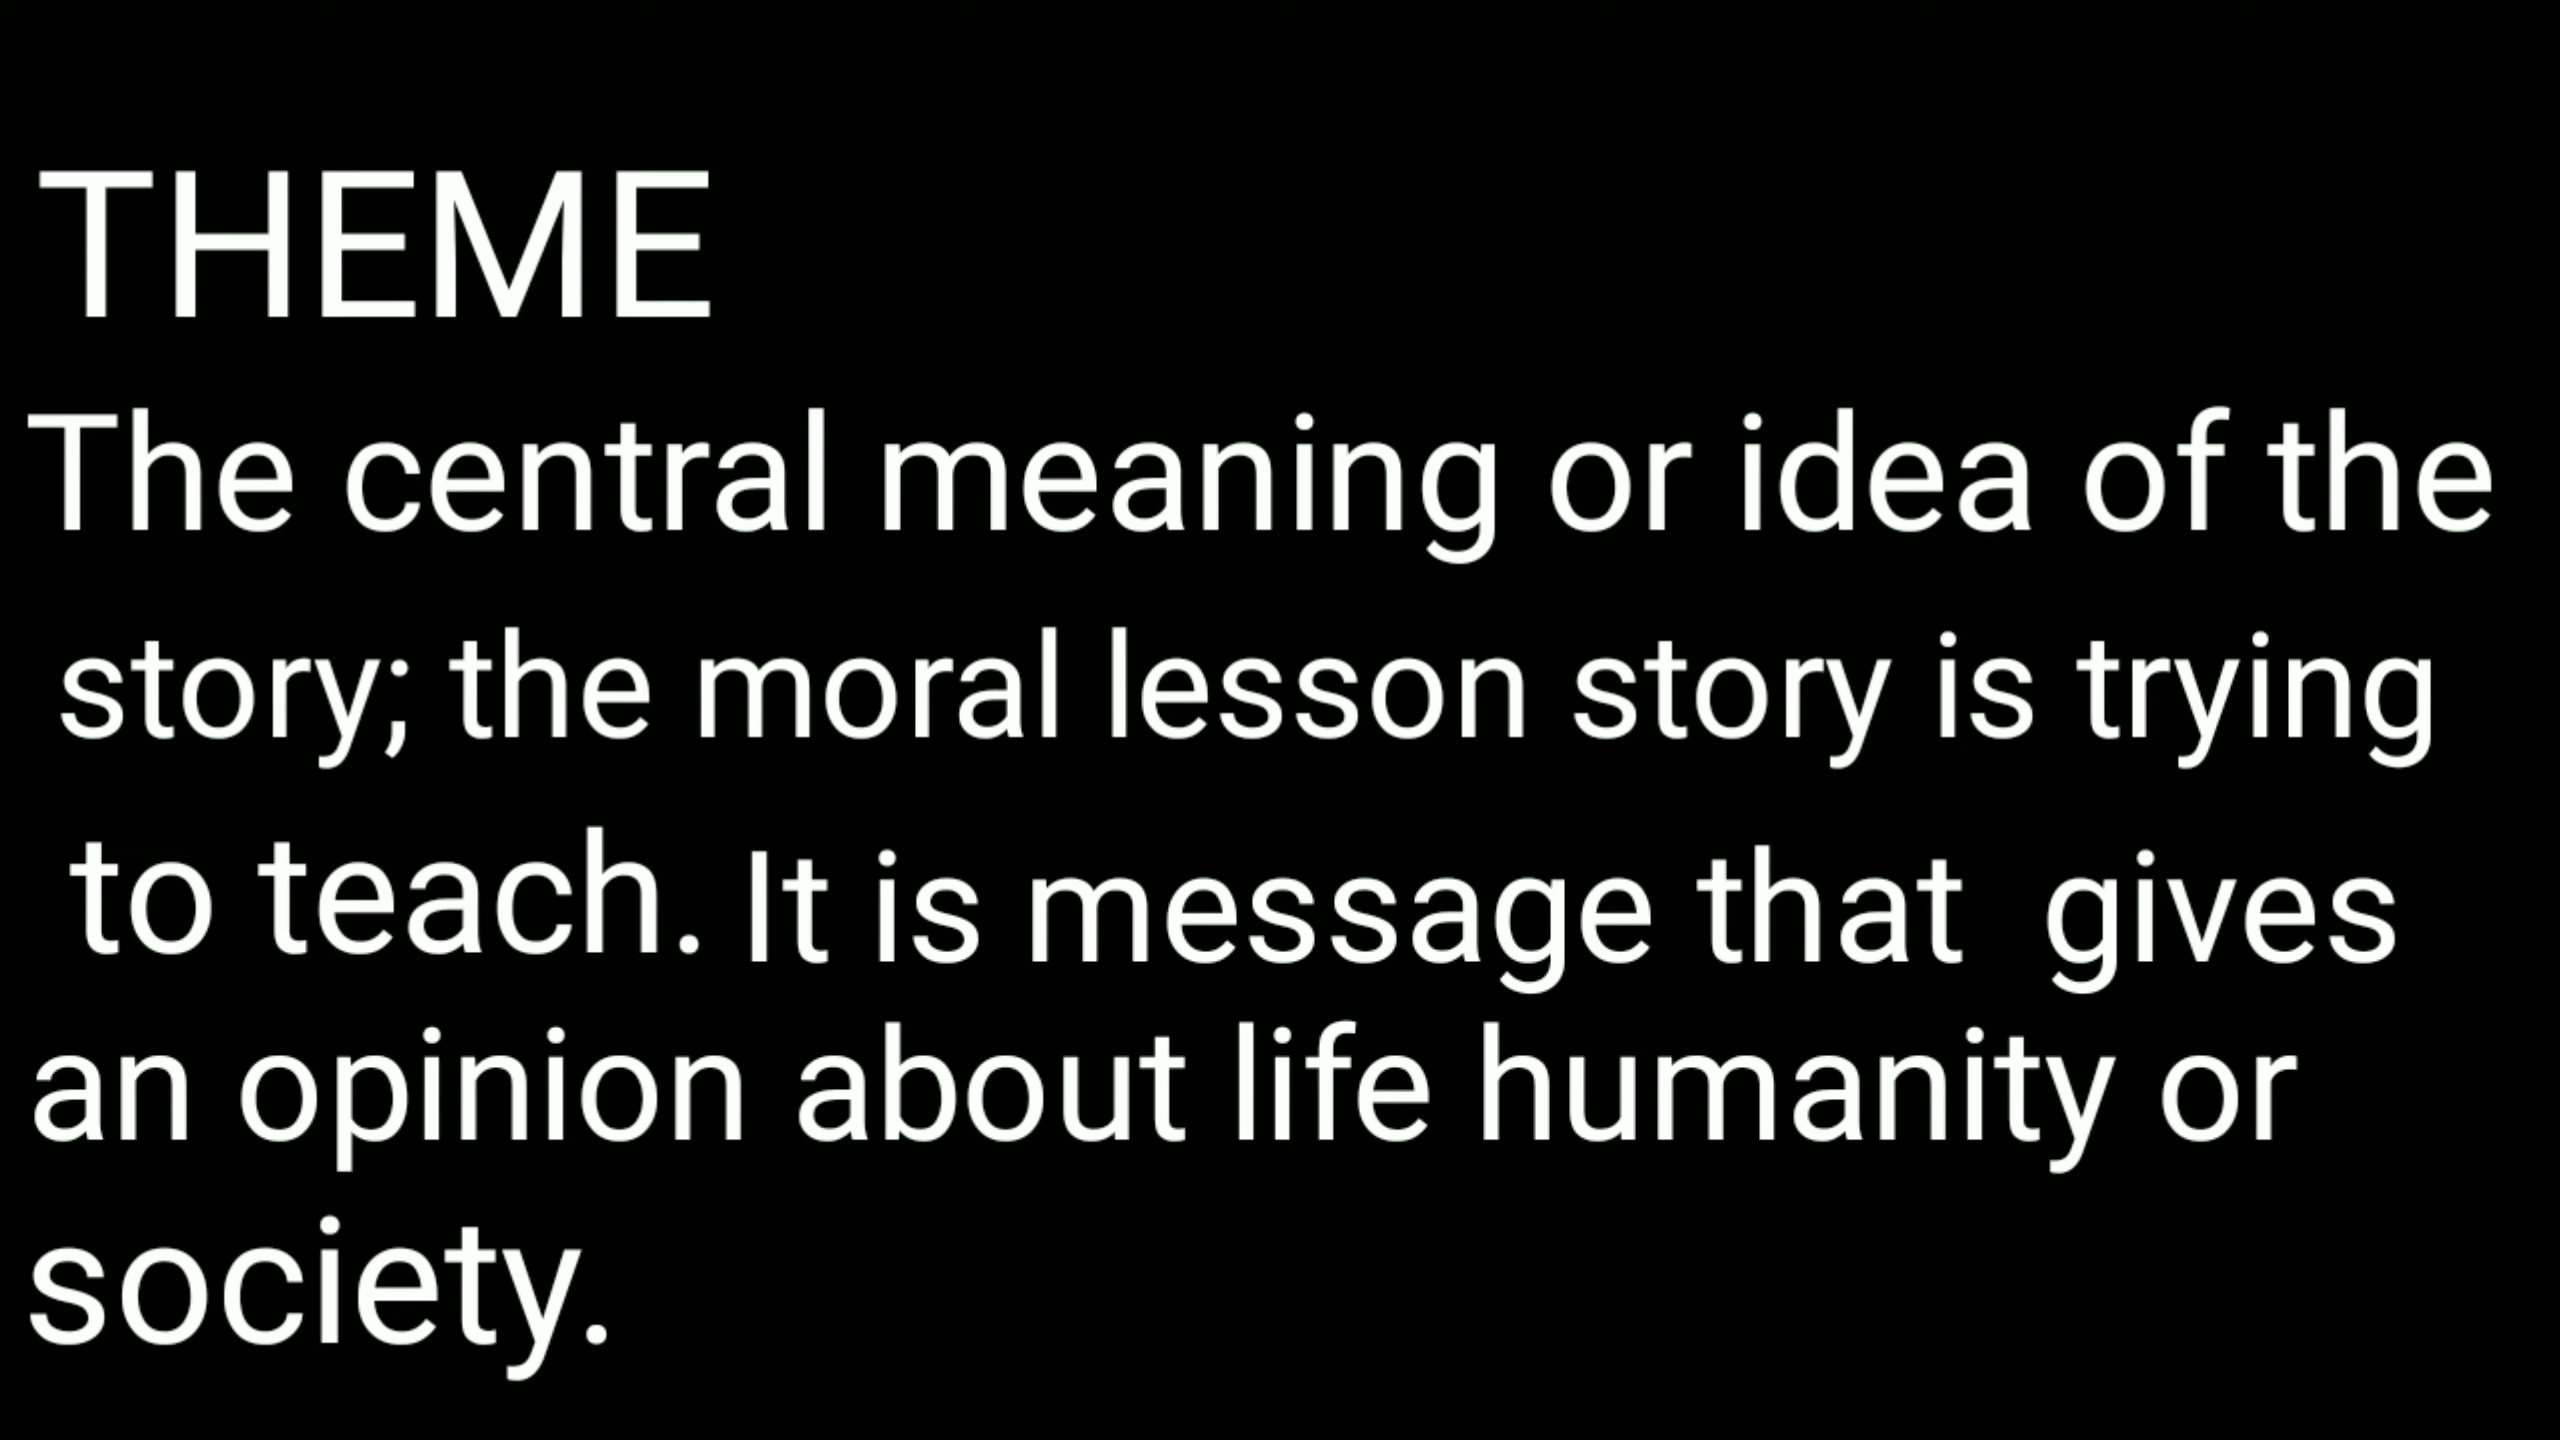 THEME
The central meaning or idea of the
story; the moral lesson story is trying
to teach. It is message that gives
an opinion about life humanity or
society.